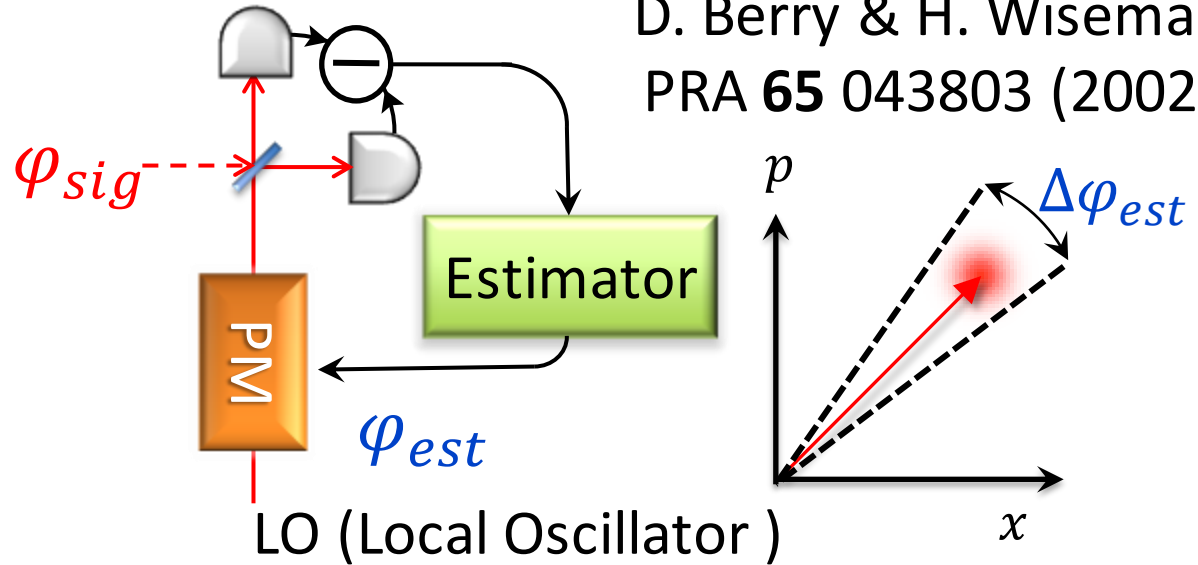 D. Berry & H. Wisema
PRA 65 043803 (2002
−
φsig
p
Δφest
Estimator
PM
φest
x
LO (Local Oscillator )